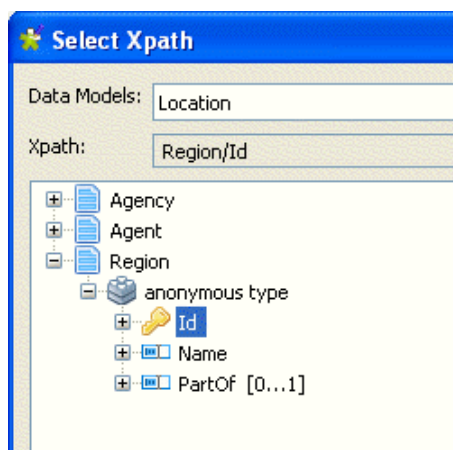 Select Xpath
Data Models: Location
Xpath: Region/Id
Agency
Agent
Region
anonymous type
Id
Name
PartOf [0...1]